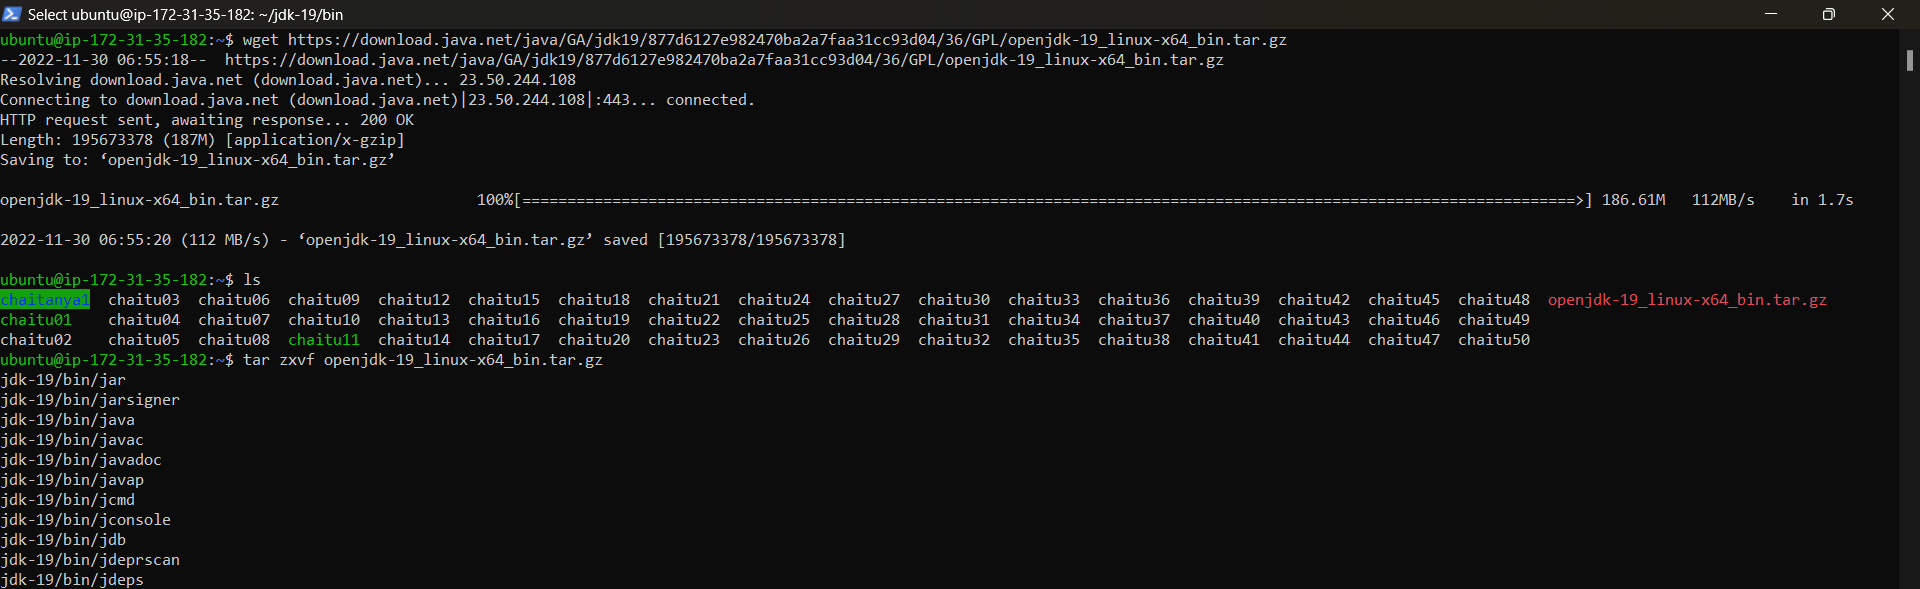 Select ubuntu@ip-172-31-35-182: ~/jdk-19/bin
ubuntu@ip-172-31-35-182:~$ wget https://download.java.net/java/GA/jdk19/877d6127e982470ba2a7faa31cc93d04/36/GPL/openjdk-19_linux-x64_bin.tar.gz
--2022-11-30 06:55:18--  https://download.java.net/java/GA/jdk19/877d6127e982470ba2a7faa31cc93d04/36/GPL/openjdk-19_linux-x64_bin.tar.gz
Resolving download.java.net (download.java.net)... 23.50.244.108
Connecting to download.java.net (download.java.net)|23.50.244.108|:443... connected.
HTTP request sent, awaiting response... 200 OK
Length: 195673378 (187M) [application/x-gzip]
Saving to: ‘openjdk-19_linux-x64_bin.tar.gz’
openjdk-19_linux-x64_bin.tar.gz 100%[=====================================================================================================================>] 186.61M 112MB/s in 1.7s
2022-11-30 06:55:20 (112 MB/s) - ‘openjdk-19_linux-x64_bin.tar.gz’ saved [195673378/195673378]
ubuntu@ip-172-31-35-182:~$ ls
chaitanya1 chaitu03 chaitu06 chaitu09 chaitu12 chaitu15 chaitu18 chaitu21 chaitu24 chaitu27 chaitu30 chaitu33 chaitu36 chaitu39 chaitu42 chaitu45 chaitu48 openjdk-19_linux-x64_bin.tar.gz
chaitu01 chaitu04 chaitu07 chaitu10 chaitu13 chaitu16 chaitu19 chaitu22 chaitu25 chaitu28 chaitu31 chaitu34 chaitu37 chaitu40 chaitu43 chaitu46 chaitu49
chaitu02 chaitu05 chaitu08 chaitu11 chaitu14 chaitu17 chaitu20 chaitu23 chaitu26 chaitu29 chaitu32 chaitu35 chaitu38 chaitu41 chaitu44 chaitu47 chaitu50
ubuntu@ip-172-31-35-182:~$ tar zxvf openjdk-19_linux-x64_bin.tar.gz
jdk-19/bin/jar
jdk-19/bin/jarsigner
jdk-19/bin/java
jdk-19/bin/javac
jdk-19/bin/javadoc
jdk-19/bin/javap
jdk-19/bin/jcmd
jdk-19/bin/jconsole
jdk-19/bin/jdb
jdk-19/bin/jdeprscan
jdk-19/bin/jdeps